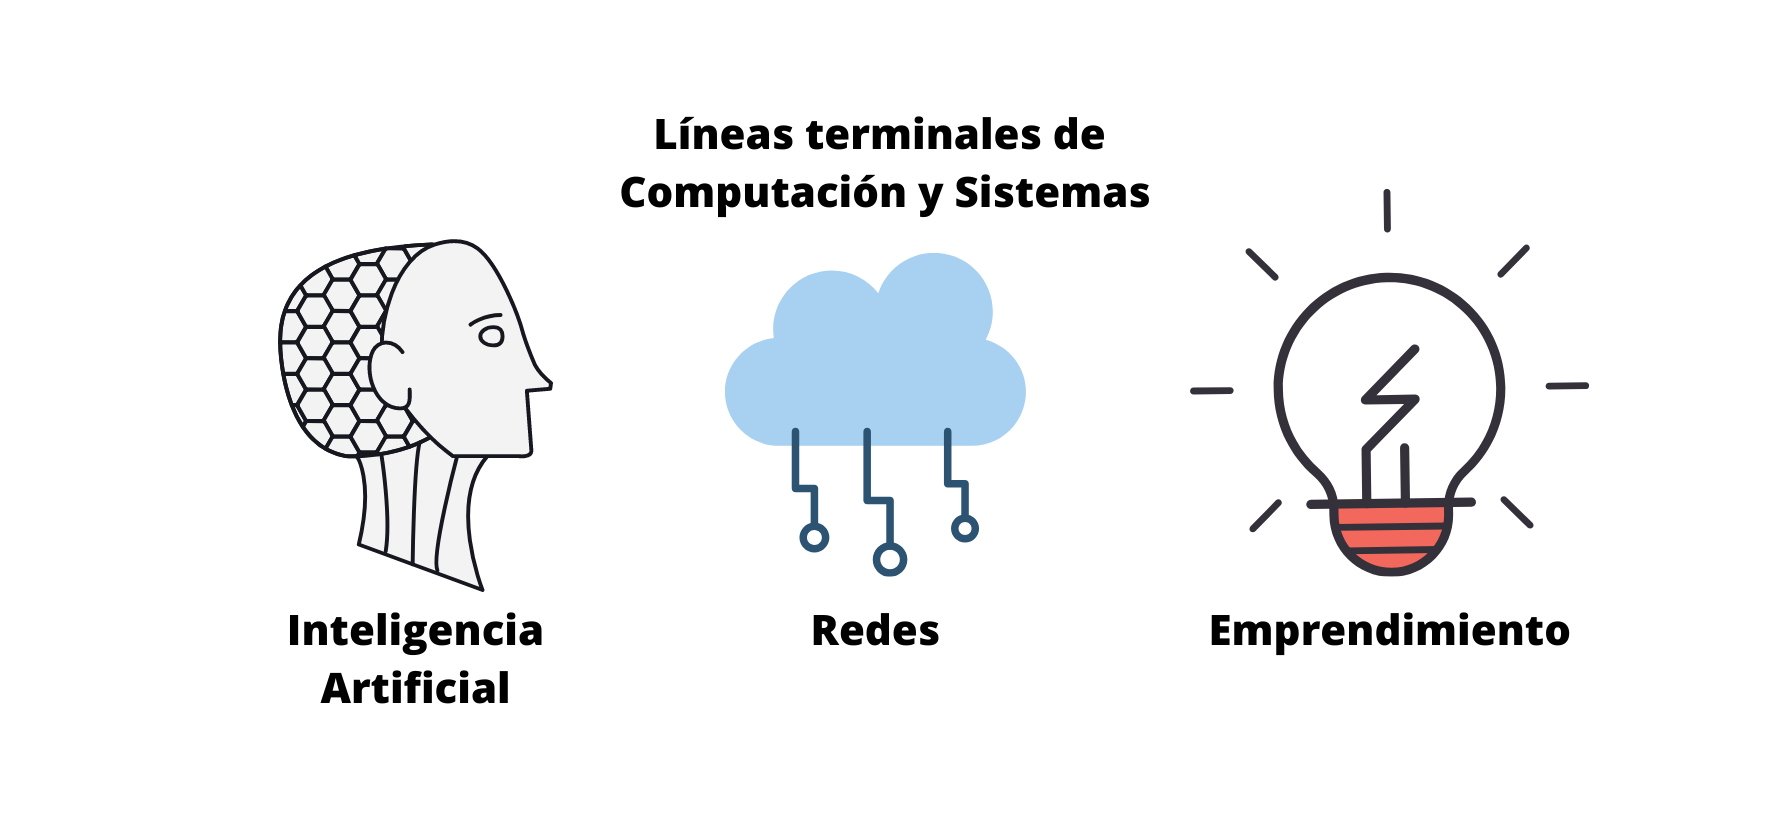 Líneas terminales de
Computación y Sistemas
Inteligencia
Artificial
Redes
Emprendimiento